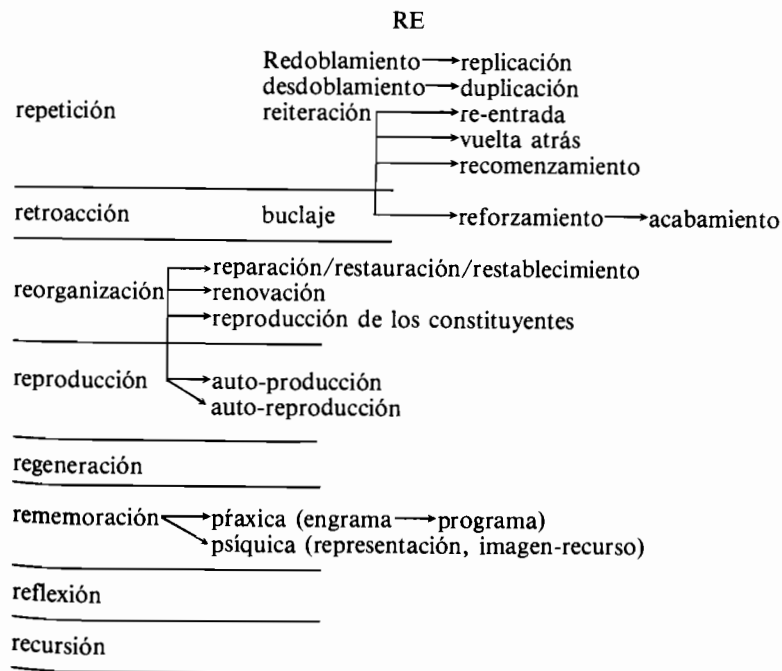 RE
Redoblamiento replicación
desdoblamiento duplicación
repetición reiteración re-entrada
vuelta atrás
recomenzamiento
retroacción buclaje reforzamiento acabamiento
reparación/restauración/restablecimiento
reorganización renovación
reproducción de los constituyentes
reproducción auto-producción
auto-reproducción
regeneración
rememoración pŕaxica (engrama programa)
psíquica (representación, imagen-recurso)
reflexión
recursión